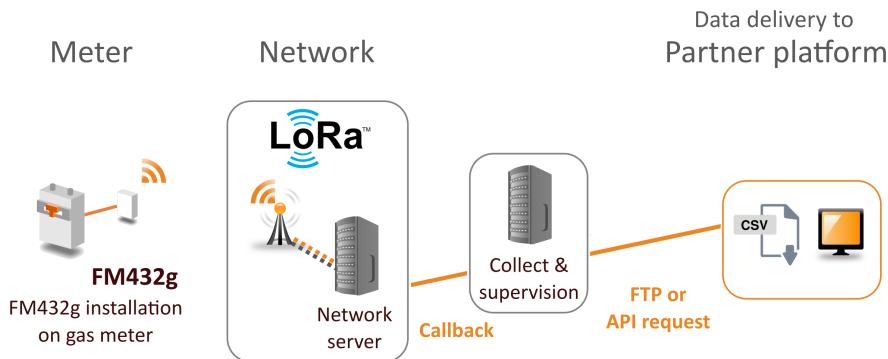 Meter
Network
Data delivery to
Partner platform
LoRa™
CSV
FM432g
FM432g installation
on gas meter
Network
server
Callback
Collect &
supervision
FTP or
API request